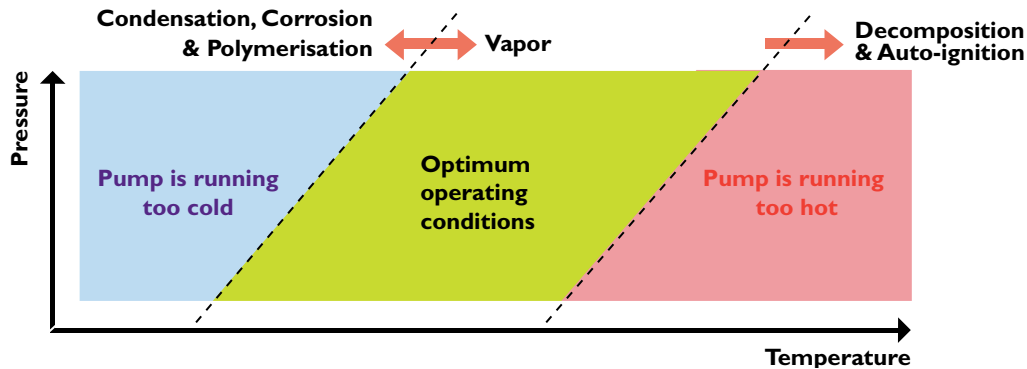 Condensation, Corrosion
& Polymerisation
Vapor
Decomposition
& Auto-ignition
Pressure
Pump is running
too cold
Optimum
operating
conditions
Pump is running
too hot
Temperature